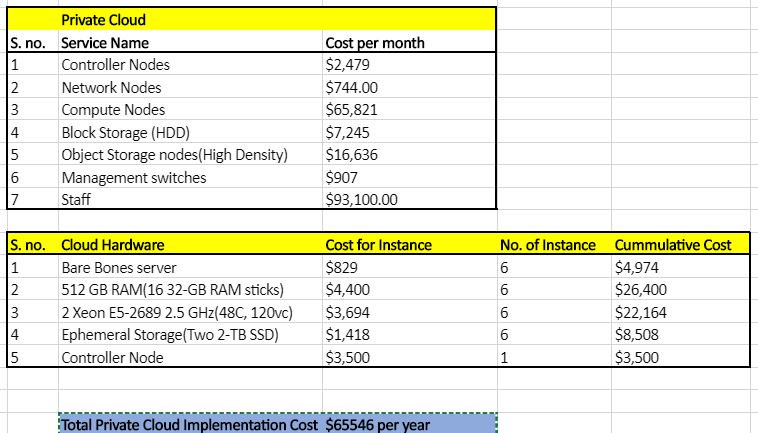 Private Cloud
S. no. Service Name Cost per month
1 Controller Nodes $2,479
2 Network Nodes $744.00
3 Compute Nodes $65,821
4 Block Storage (HDD) $7,245
5 Object Storage nodes(High Density) $16,636
6 Management switches $907
7 Staff $93,100.00
S. no. Cloud Hardware Cost for Instance No. of Instance Cummulative Cost
1 Bare Bones server $829 6 $4,974
2 512 GB RAM(16 32-GB RAM sticks) $4,400 6 $26,400
3 2 Xeon E5-2689 2.5 GHz(48C, 120vc) $3,694 6 $22,164
4 Ephemeral Storage(Two 2-TB SSD) $1,418 6 $8,508
5 Controller Node $3,500 1 $3,500
Total Private Cloud Implementation Cost $65546 per year